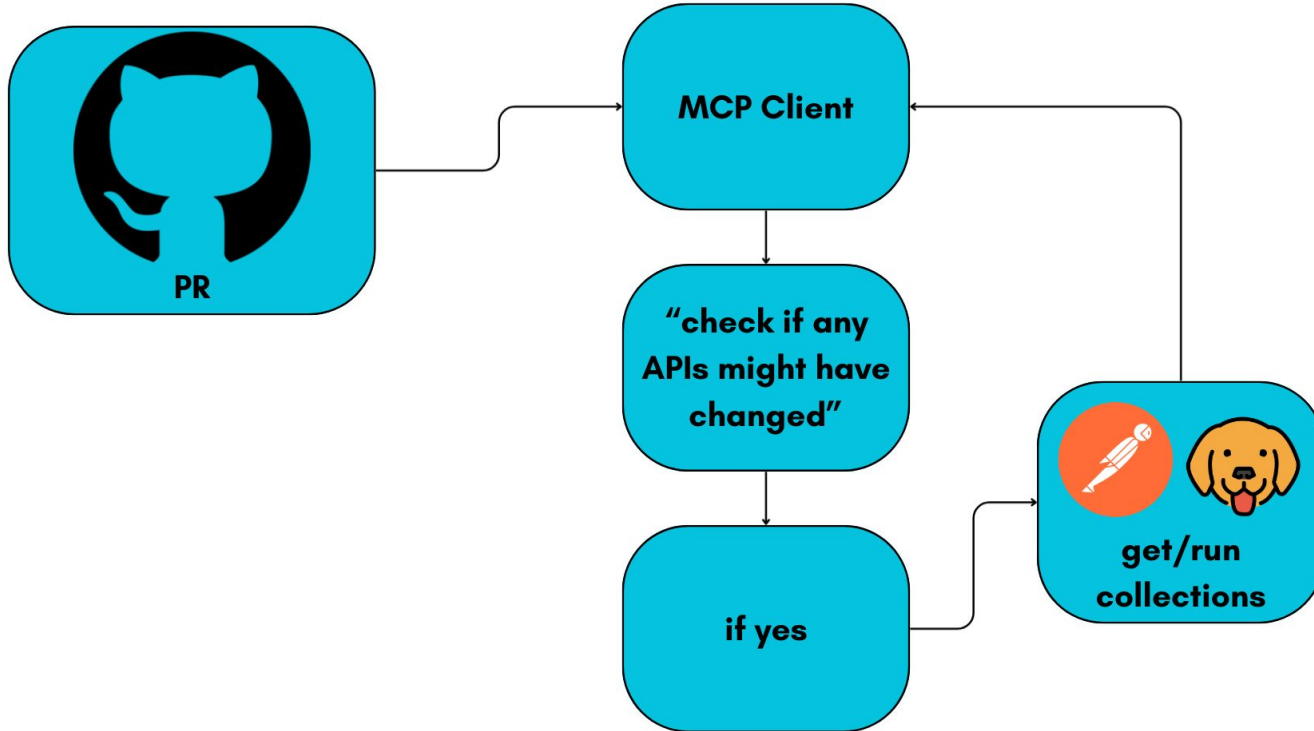 PR
MCP Client
“check if any
APIs might have
changed”
if yes
get/run
collections